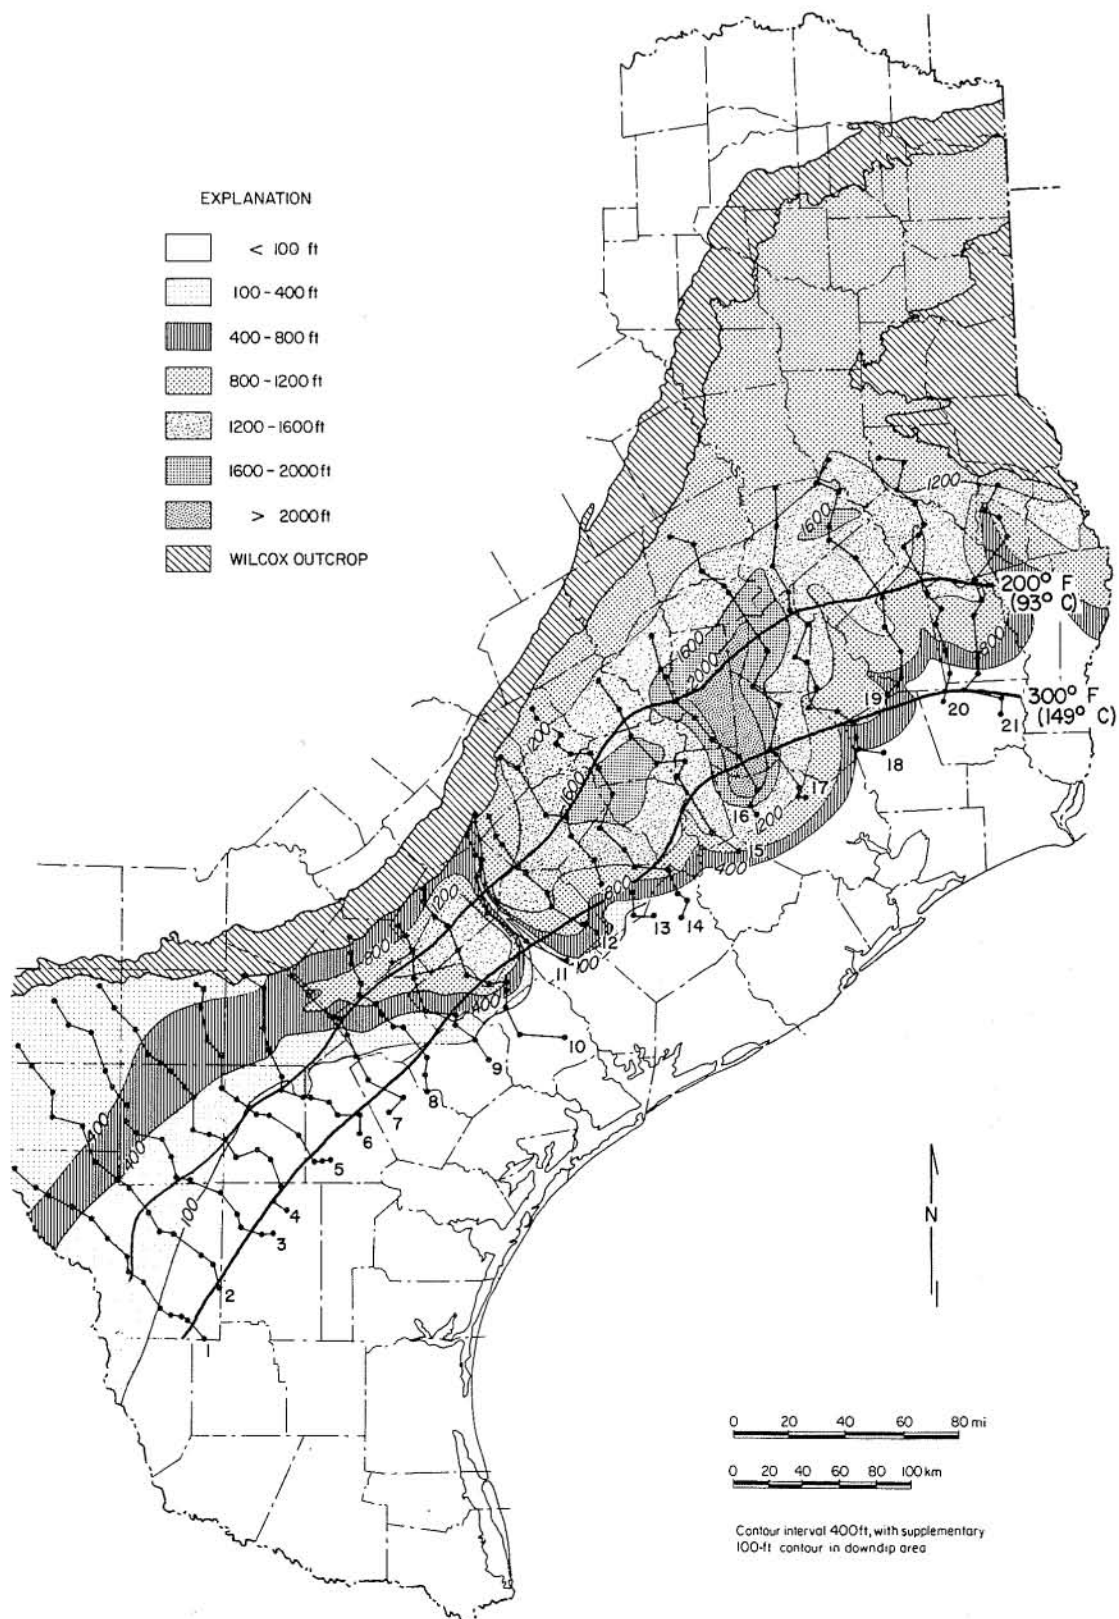 EXPLANATION
< 100 ft
100-400 ft
400-800 ft
800-1200 ft
1200-1600 ft
1600-2000 ft
> 2000 ft
WILCOX OUTCROP
1200
1600
200° F
(93° C)
1600
2000
800
300° F
(149° C)
19
20
21
1200
18
1600
17
16
1200
15
400
800
1200
14
13
12
800
100
11
400
10
9
8
7
400
6
400
5
100
4
3
2
1
N
0 20 40 60 80 mi
0 20 40 60 80 100 km
Contour interval 400 ft, with supplementary
100-ft contour in downdip area